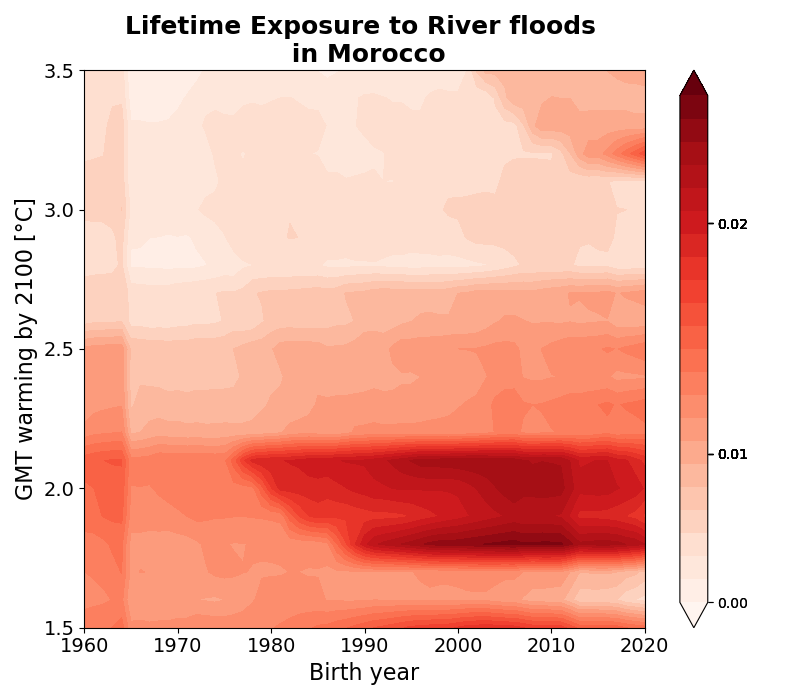 Lifetime Exposure to River floods
in Morocco
3.5
3.0
2.5
2.0
1.5
GMT warming by 2100 [°C]
1960 1970 1980 1990 2000 2010 2020
Birth year
0.02
0.01
0.00